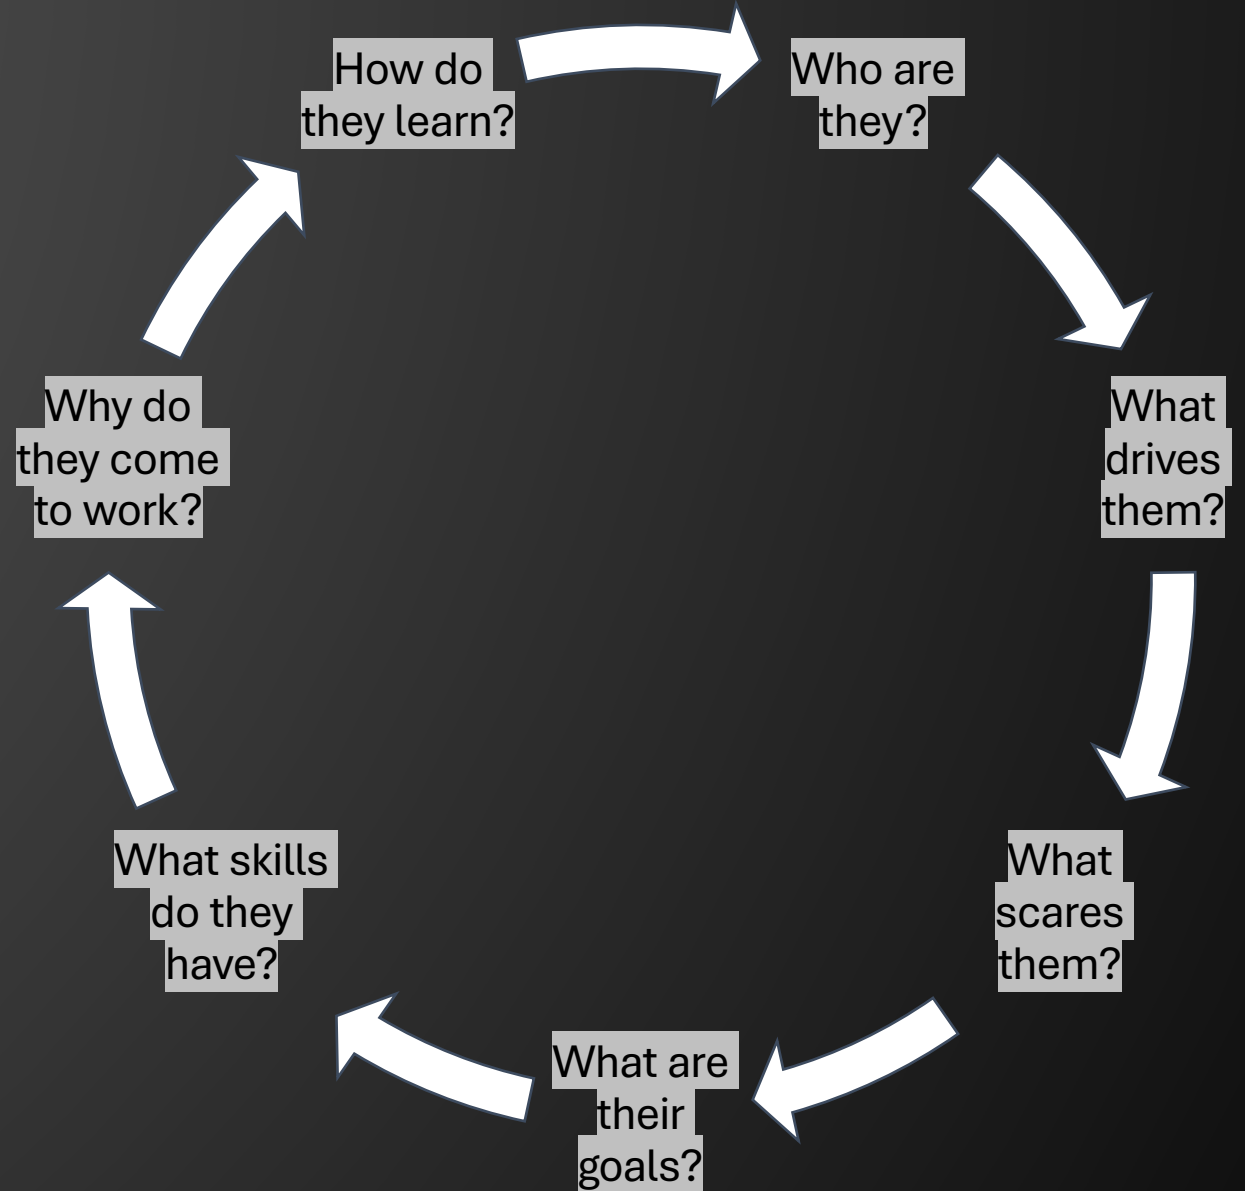 How do
they learn?
Who are
they?
What
drives
them?
What
scares
them?
What are
their
goals?
What skills
do they
have?
Why do
they come
to work?